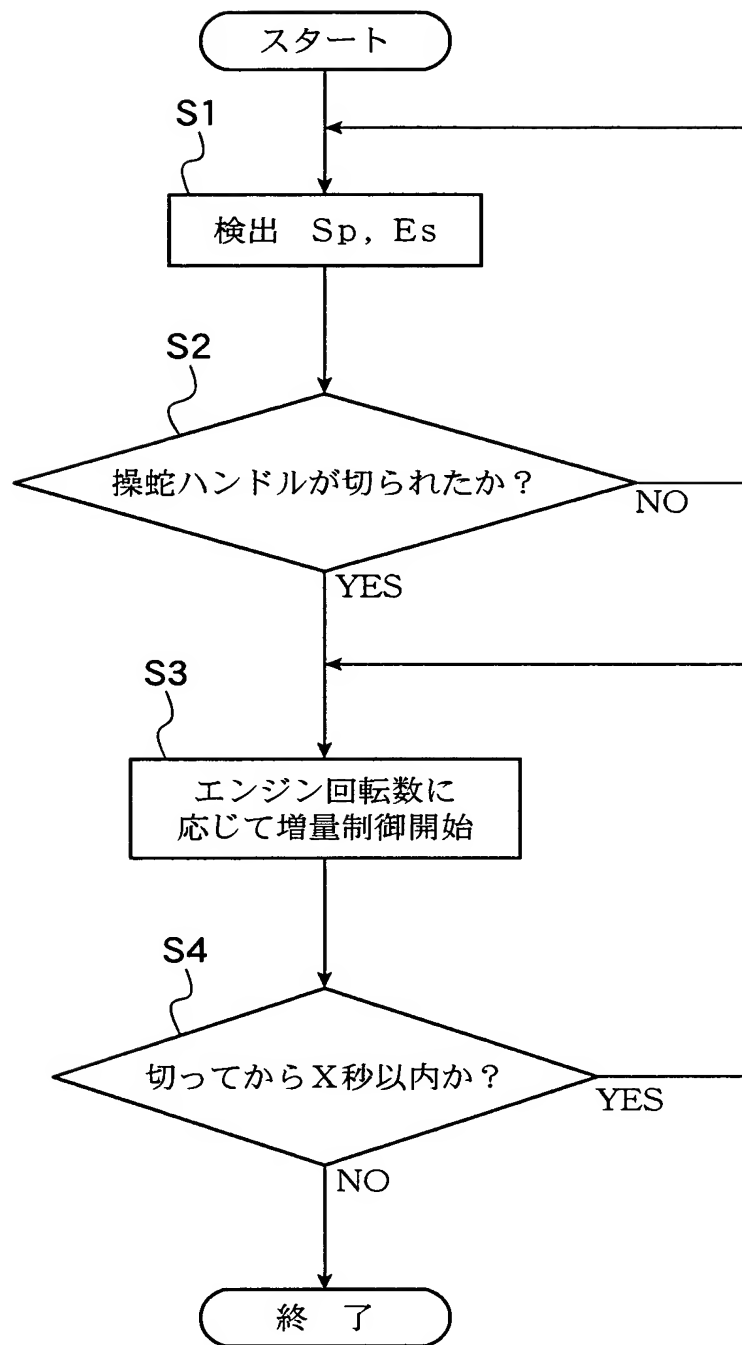 スタート
S1
検出 Sp, Es
S2
操蛇ハンドルが切られたか？
NO
YES
S3
エンジン回転数に
応じて増量制御開始
S4
切ってからX秒以内か？
YES
NO
終 了